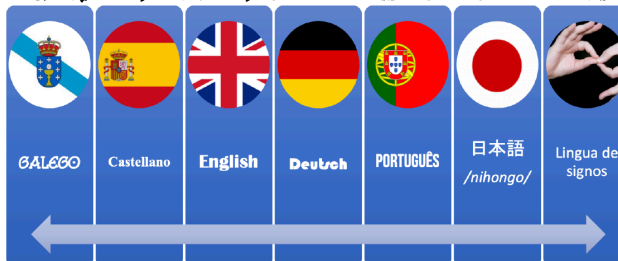 GALEGO
Castellano
English
Deutsch
PORTUGUÊS
日本語
/nihongo/
Lingua de
signos